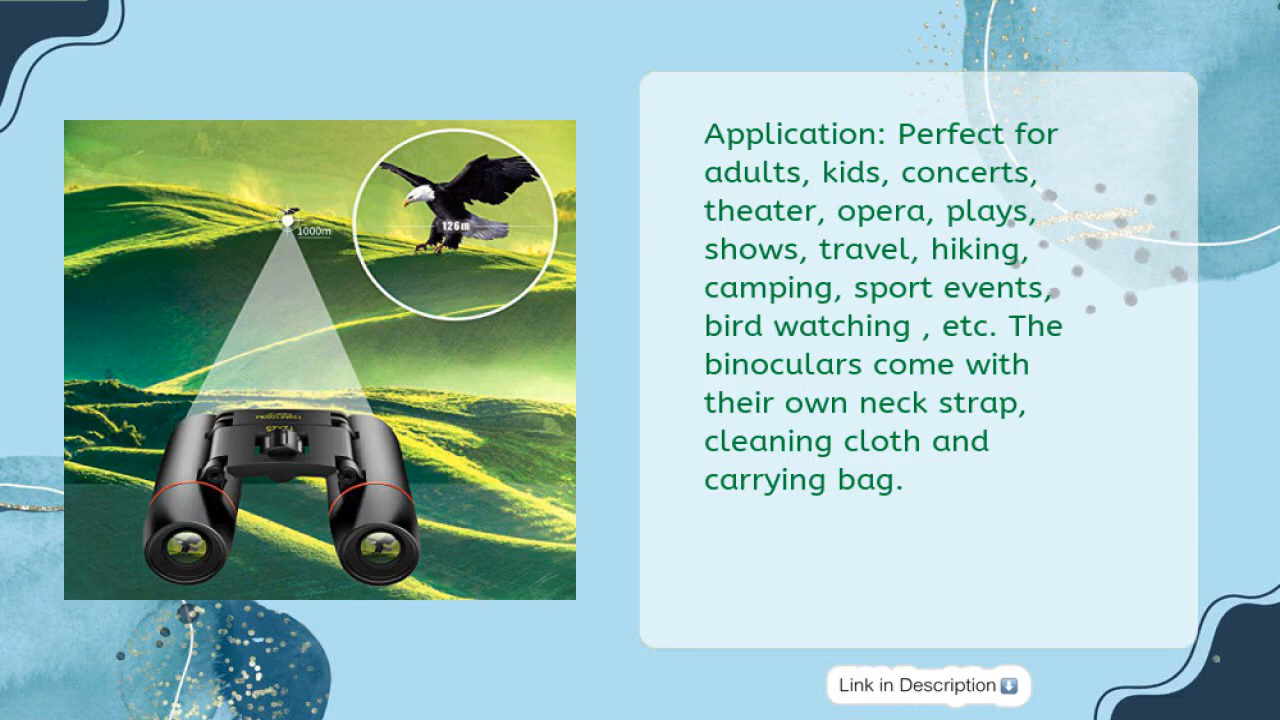 1000m
126m
Application: Perfect for
adults, kids, concerts,
theater, opera, plays,
shows, travel, hiking,
camping, sport events,
bird watching , etc. The
binoculars come with
their own neck strap,
cleaning cloth and
carrying bag.
Link in Description